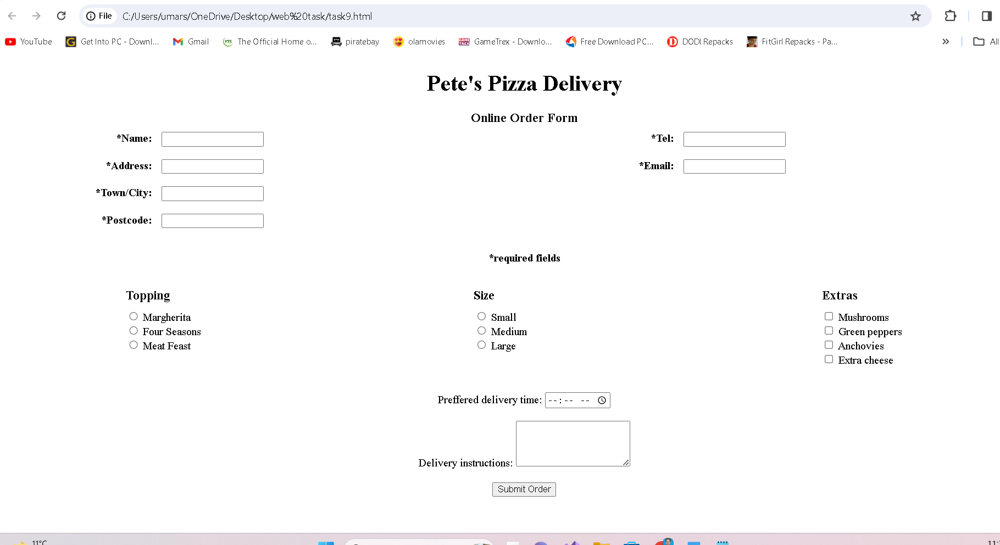 File C:/Users/umars/OneDrive/Desktop/web%20task/task9.html
YouTube Get Into PC - Downl... Gmail YTS The Official Home o... piratebay olamovies GAME TREX GameTrex - Downlo... Free Download PC... DODI Repacks FitGirl Repacks - Pa... » All
Pete's Pizza Delivery
Online Order Form
*Name: *Tel:
*Address: *Email:
*Town/City:
*Postcode:
*required fields
Topping Size Extras
Margherita Small Mushrooms
Four Seasons Medium Green peppers
Meat Feast Large Anchovies
Extra cheese
Preffered delivery time: --:-- --
Delivery instructions:
Submit Order
11°C